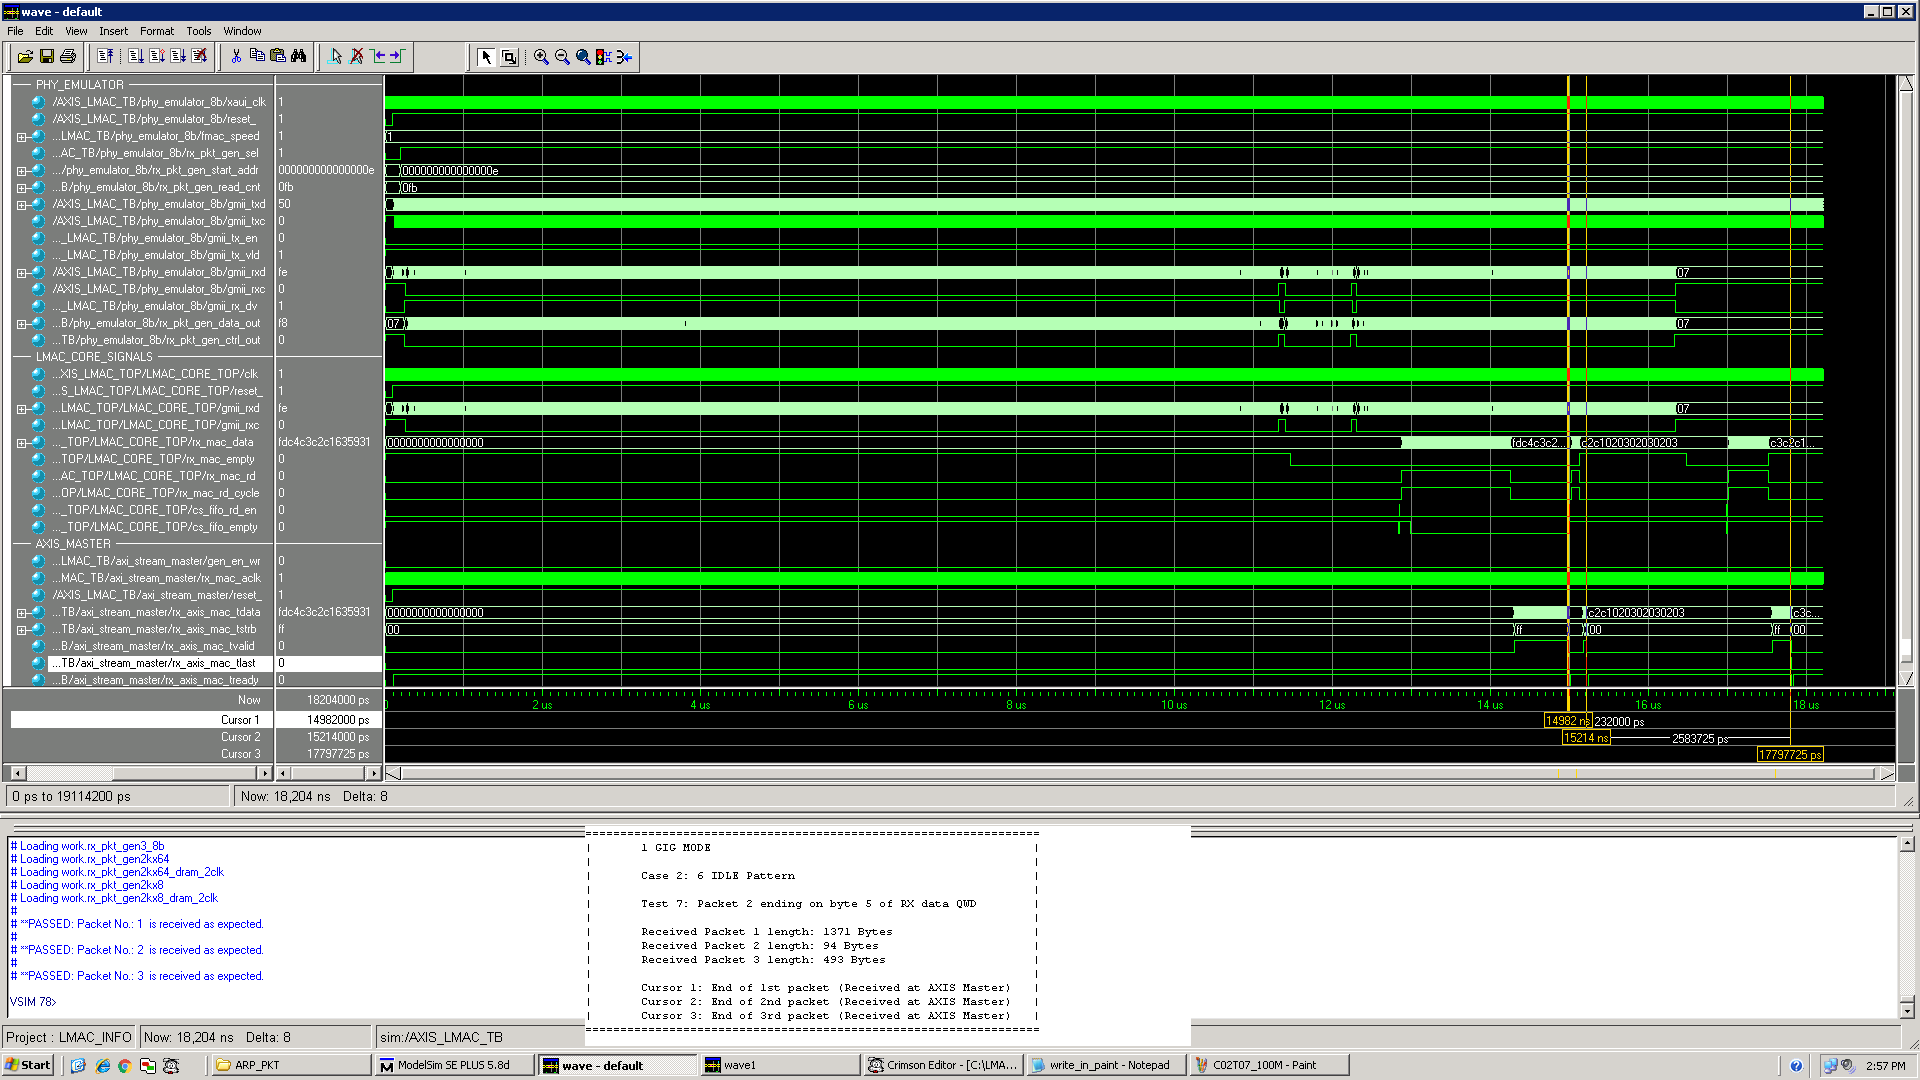 wave - default
File Edit View Insert Format Tools Window
PHY_EMULATOR
/AXIS_LMAC_TB/phy_emulator_8b/xaui_clk 1
/AXIS_LMAC_TB/phy_emulator_8b/reset_ 1
...LMAC_TB/phy_emulator_8b/fmac_speed 1 1
...AC_TB/phy_emulator_8b/rx_pkt_gen_sel 1
.../phy_emulator_8b/rx_pkt_gen_start_addr 000000000000000e 000000000000000e
...B/phy_emulator_8b/rx_pkt_gen_read_cnt 0fb 0fb
/AXIS_LMAC_TB/phy_emulator_8b/gmii_txd 50
/AXIS_LMAC_TB/phy_emulator_8b/gmii_txc 0
..._LMAC_TB/phy_emulator_8b/gmii_tx_en 0
..._LMAC_TB/phy_emulator_8b/gmii_tx_vld 1
/AXIS_LMAC_TB/phy_emulator_8b/gmii_rxd fe 07
/AXIS_LMAC_TB/phy_emulator_8b/gmii_rxc 0
..._LMAC_TB/phy_emulator_8b/gmii_rx_dv 1
...B/phy_emulator_8b/rx_pkt_gen_data_out f8 07 07
...TB/phy_emulator_8b/rx_pkt_gen_ctrl_out 0
LMAC_CORE_SIGNALS
...XIS_LMAC_TOP/LMAC_CORE_TOP/clk 1
...S_LMAC_TOP/LMAC_CORE_TOP/reset_ 1
...LMAC_TOP/LMAC_CORE_TOP/gmii_rxd fe 07
...LMAC_TOP/LMAC_CORE_TOP/gmii_rxc 0
..._TOP/LMAC_CORE_TOP/rx_mac_data fdc4c3c2c1635931 0000000000000000 fdc4c3c2... c2c1020302030203 c3c2c1...
...TOP/LMAC_CORE_TOP/rx_mac_empty 0
...AC_TOP/LMAC_CORE_TOP/rx_mac_rd 0
...OP/LMAC_CORE_TOP/rx_mac_rd_cycle 0
..._TOP/LMAC_CORE_TOP/cs_fifo_rd_en 0
..._TOP/LMAC_CORE_TOP/cs_fifo_empty 0
AXIS_MASTER
...LMAC_TB/axi_stream_master/gen_en_wr 0
...MAC_TB/axi_stream_master/rx_mac_aclk 1
/AXIS_LMAC_TB/axi_stream_master/reset_ 1
...TB/axi_stream_master/rx_axis_mac_tdata fdc4c3c2c1635931 0000000000000000 c2c1020302030203 c3c...
...TB/axi_stream_master/rx_axis_mac_tstrb ff 00 ff 00 ff 00
...B/axi_stream_master/rx_axis_mac_tvalid 0
...TB/axi_stream_master/rx_axis_mac_tlast 0
...B/axi_stream_master/rx_axis_mac_tready 0
Now 18204000 ps 2 us 4 us 6 us 8 us 10 us 12 us 14 us 16 us 18 us
Cursor 1 14982000 ps 14982 ns 232000 ps
Cursor 2 15214000 ps 15214 ns 2583725 ps
Cursor 3 17797725 ps 17797725 ps
0 ps to 19114200 ps Now: 18,204 ns Delta: 8
# Loading work.rx_pkt_gen3_8b
# Loading work.rx_pkt_gen2kx64
# Loading work.rx_pkt_gen2kx64_dram_2clk
# Loading work.rx_pkt_gen2kx8
# Loading work.rx_pkt_gen2kx8_dram_2clk
#
# **PASSED: Packet No.: 1 is received as expected.
#
# **PASSED: Packet No.: 2 is received as expected.
#
# **PASSED: Packet No.: 3 is received as expected.
VSIM 78>
1 GIG MODE
Case 2: 6 IDLE Pattern
Test 7: Packet 2 ending on byte 5 of RX data QWD
Received Packet 1 length: 1371 Bytes
Received Packet 2 length: 94 Bytes
Received Packet 3 length: 493 Bytes
Cursor 1: End of 1st packet (Received at AXIS Master)
Cursor 2: End of 2nd packet (Received at AXIS Master)
Cursor 3: End of 3rd packet (Received at AXIS Master)
Project : LMAC_INFO Now: 18,204 ns Delta: 8 sim:/AXIS_LMAC_TB
Start ARP_PKT ModelSim SE PLUS 5.8d wave - default wave1 Crimson Editor - [C:\LMA... write_in_paint - Notepad C02T07_100M - Paint 2:57 PM